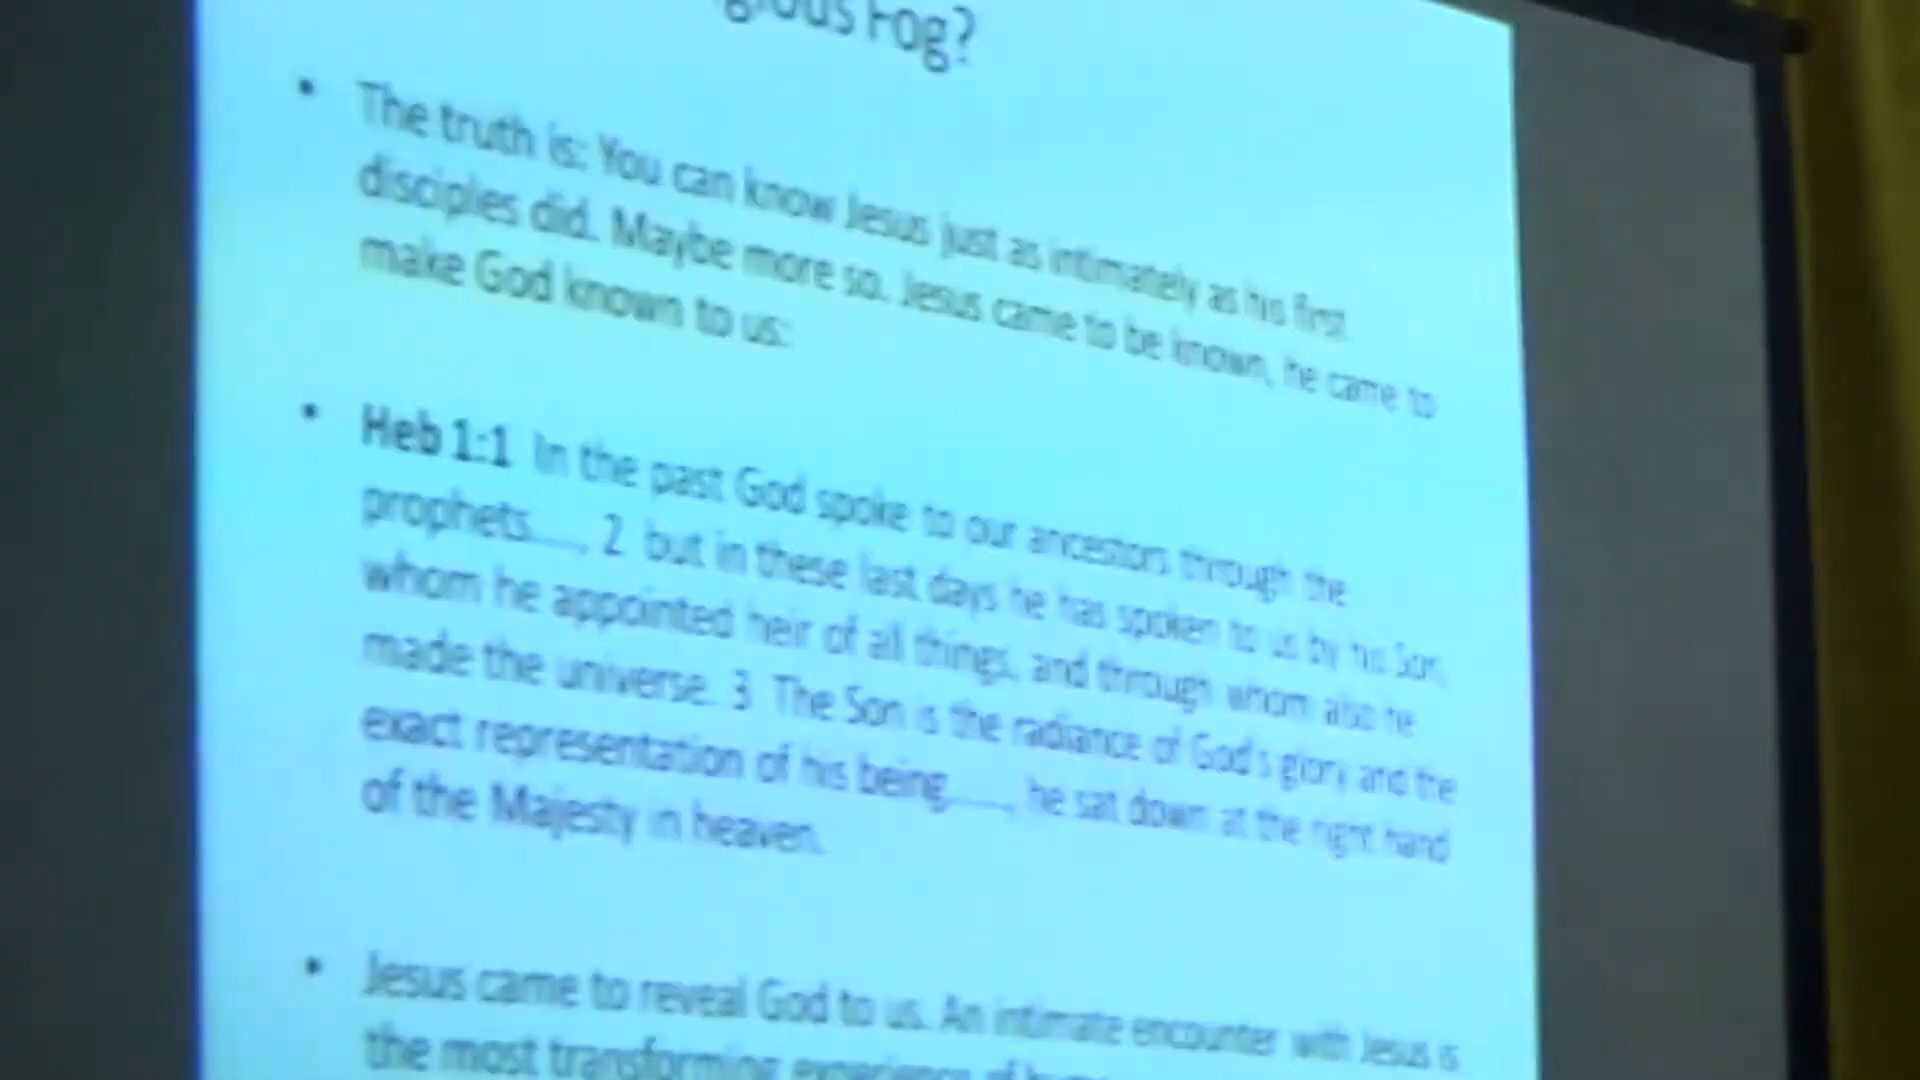 Fog?
• The truth is: You can know Jesus just as intimately as his first
disciples did. Maybe more so. Jesus came to be known, he came to
make God known to us:
• Heb 1:1 In the past God spoke to our ancestors through the
prophets....., 2 but in these last days he has spoken to us by his Son,
whom he appointed heir of all things, and through whom also he
made the universe. 3 The Son is the radiance of God's glory and the
exact representation of his being......, he sat down at the right hand
of the Majesty in heaven.
• Jesus came to reveal God to us. An intimate encounter with Jesus is
the most transforming experience of